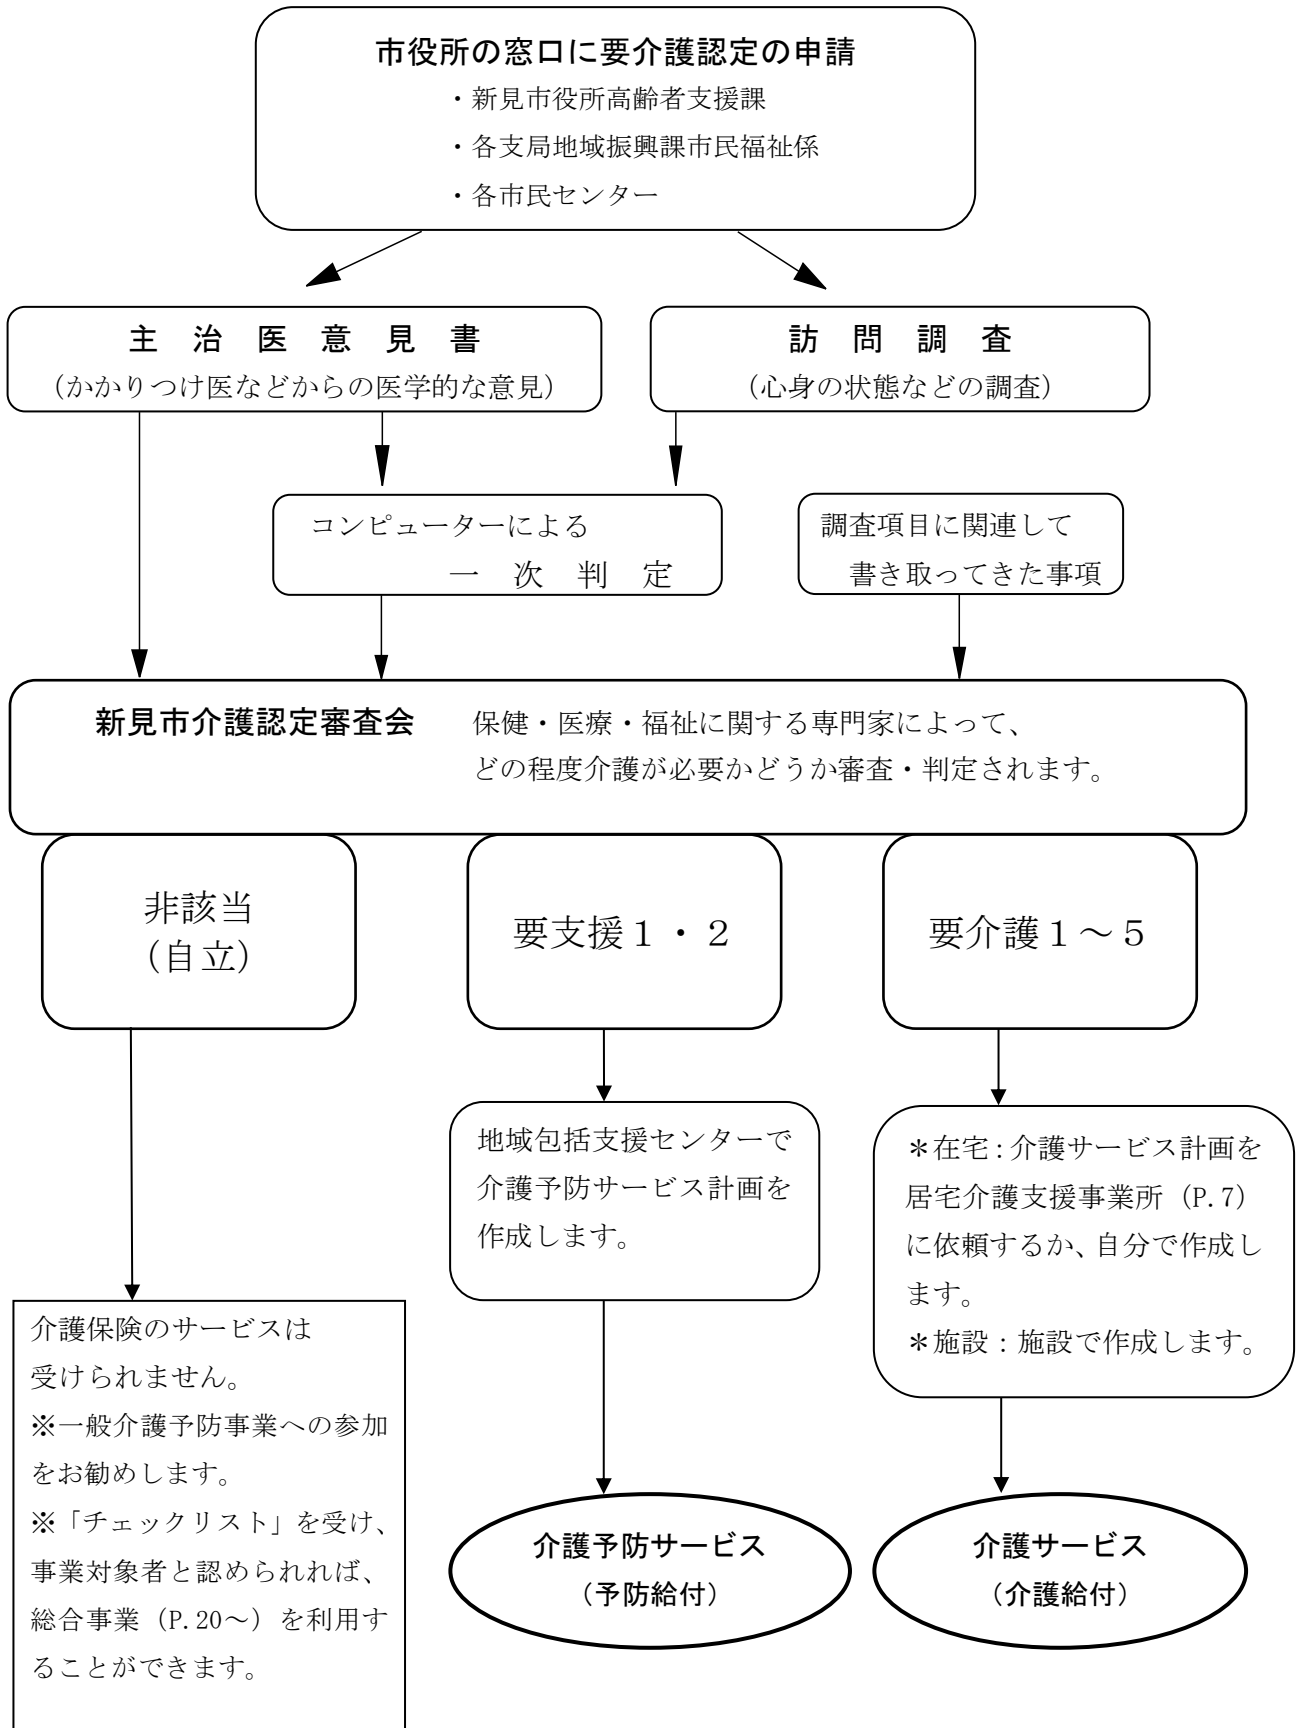 市役所の窓口に要介護認定の申請
・新見市役所高齢者支援課
・各支局地域振興課市民福祉係
・各市民センター
主治医意見書
（かかりつけ医などからの医学的な意見）
訪問調査
（心身の状態などの調査）
コンピューターによる
一次判定
調査項目に関連して
書き取ってきた事項
新見市介護認定審査会 保健・医療・福祉に関する専門家によって、
どの程度介護が必要かどうか審査・判定されます。
非該当
（自立）
要支援１・２
要介護１～５
地域包括支援センターで
介護予防サービス計画を
作成します。
＊在宅：介護サービス計画を
居宅介護支援事業所（P.7）
に依頼するか、自分で作成し
ます。
＊施設：施設で作成します。
介護保険のサービスは
受けられません。
※一般介護予防事業への参加
をお勧めします。
※「チェックリスト」を受け、
事業対象者と認められれば、
総合事業（P.20～）を利用す
ることができます。
介護予防サービス
（予防給付）
介護サービス
（介護給付）